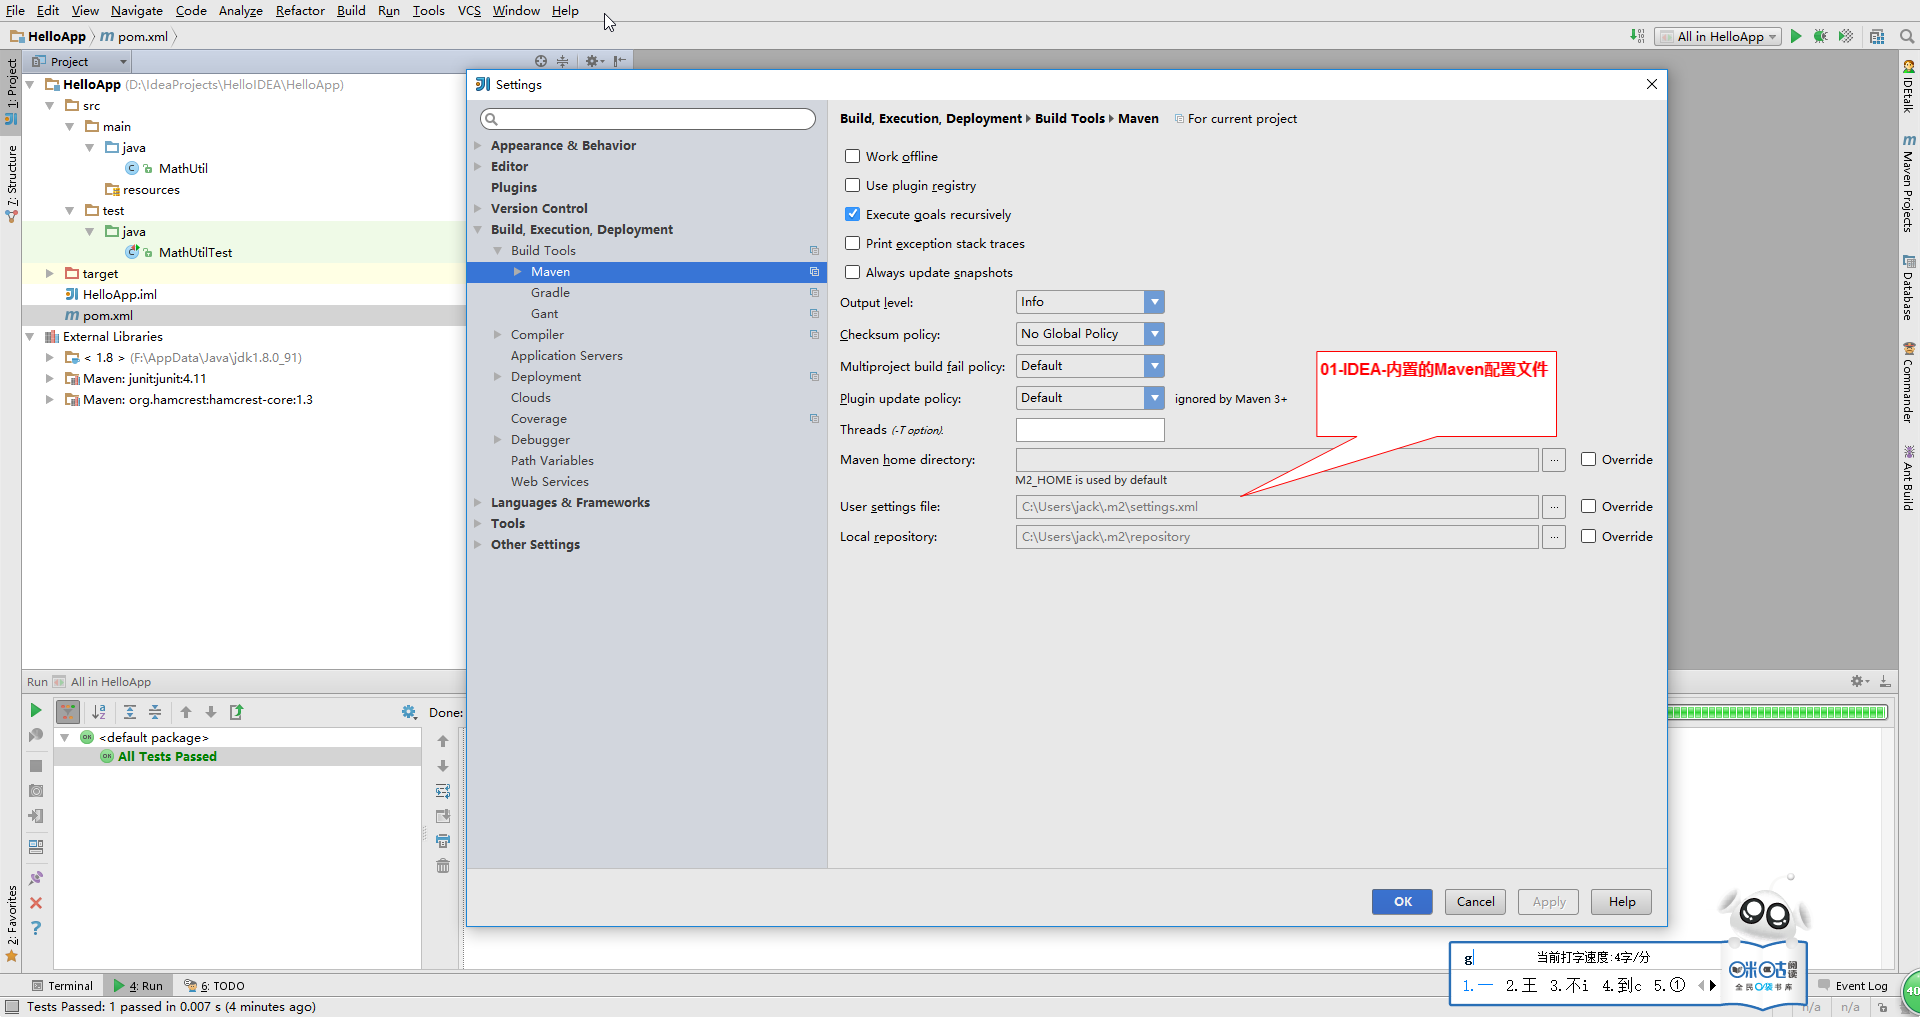 File Edit View Navigate Code Analyze Refactor Build Run Tools VCS Window Help
HelloApp pom.xml
All in HelloApp
Project
1: Project
Z: Structure
2: Favorites
HelloApp (D:\IdeaProjects\HelloIDEA\HelloApp)
src
main
java
MathUtil
resources
test
java
MathUtilTest
target
HelloApp.iml
pom.xml
External Libraries
< 1.8 > (F:\AppData\Java\jdk1.8.0_91)
Maven: junit:junit:4.11
Maven: org.hamcrest:hamcrest-core:1.3
Settings
Appearance & Behavior
Editor
Plugins
Version Control
Build, Execution, Deployment
Build Tools
Maven
Gradle
Gant
Compiler
Application Servers
Deployment
Clouds
Coverage
Debugger
Path Variables
Web Services
Languages & Frameworks
Tools
Other Settings
Build, Execution, Deployment Build Tools Maven For current project
Work offline
Use plugin registry
Execute goals recursively
Print exception stack traces
Always update snapshots
Output level: Info
Checksum policy: No Global Policy
Multiproject build fail policy: Default
Plugin update policy: Default ignored by Maven 3+
Threads (-T option).
Maven home directory: ... Override
M2_HOME is used by default
User settings file: C:\Users\jack\.m2\settings.xml ... Override
Local repository: C:\Users\jack\.m2\repository ... Override
01-IDEA-内置的Maven配置文件
OK Cancel Apply Help
IDEtalk
Maven Projects
Database
Commander
Ant Build
Run All in HelloApp
Done:
<default package>
All Tests Passed
g 当前打字速度:4字/分
1.一 2.王 3.不i 4.到c 5.①
咪咕阅读
全民口袋书库
Terminal 4: Run 6: TODO Event Log
Tests Passed: 1 passed in 0.007 s (4 minutes ago) n/a n/a
40